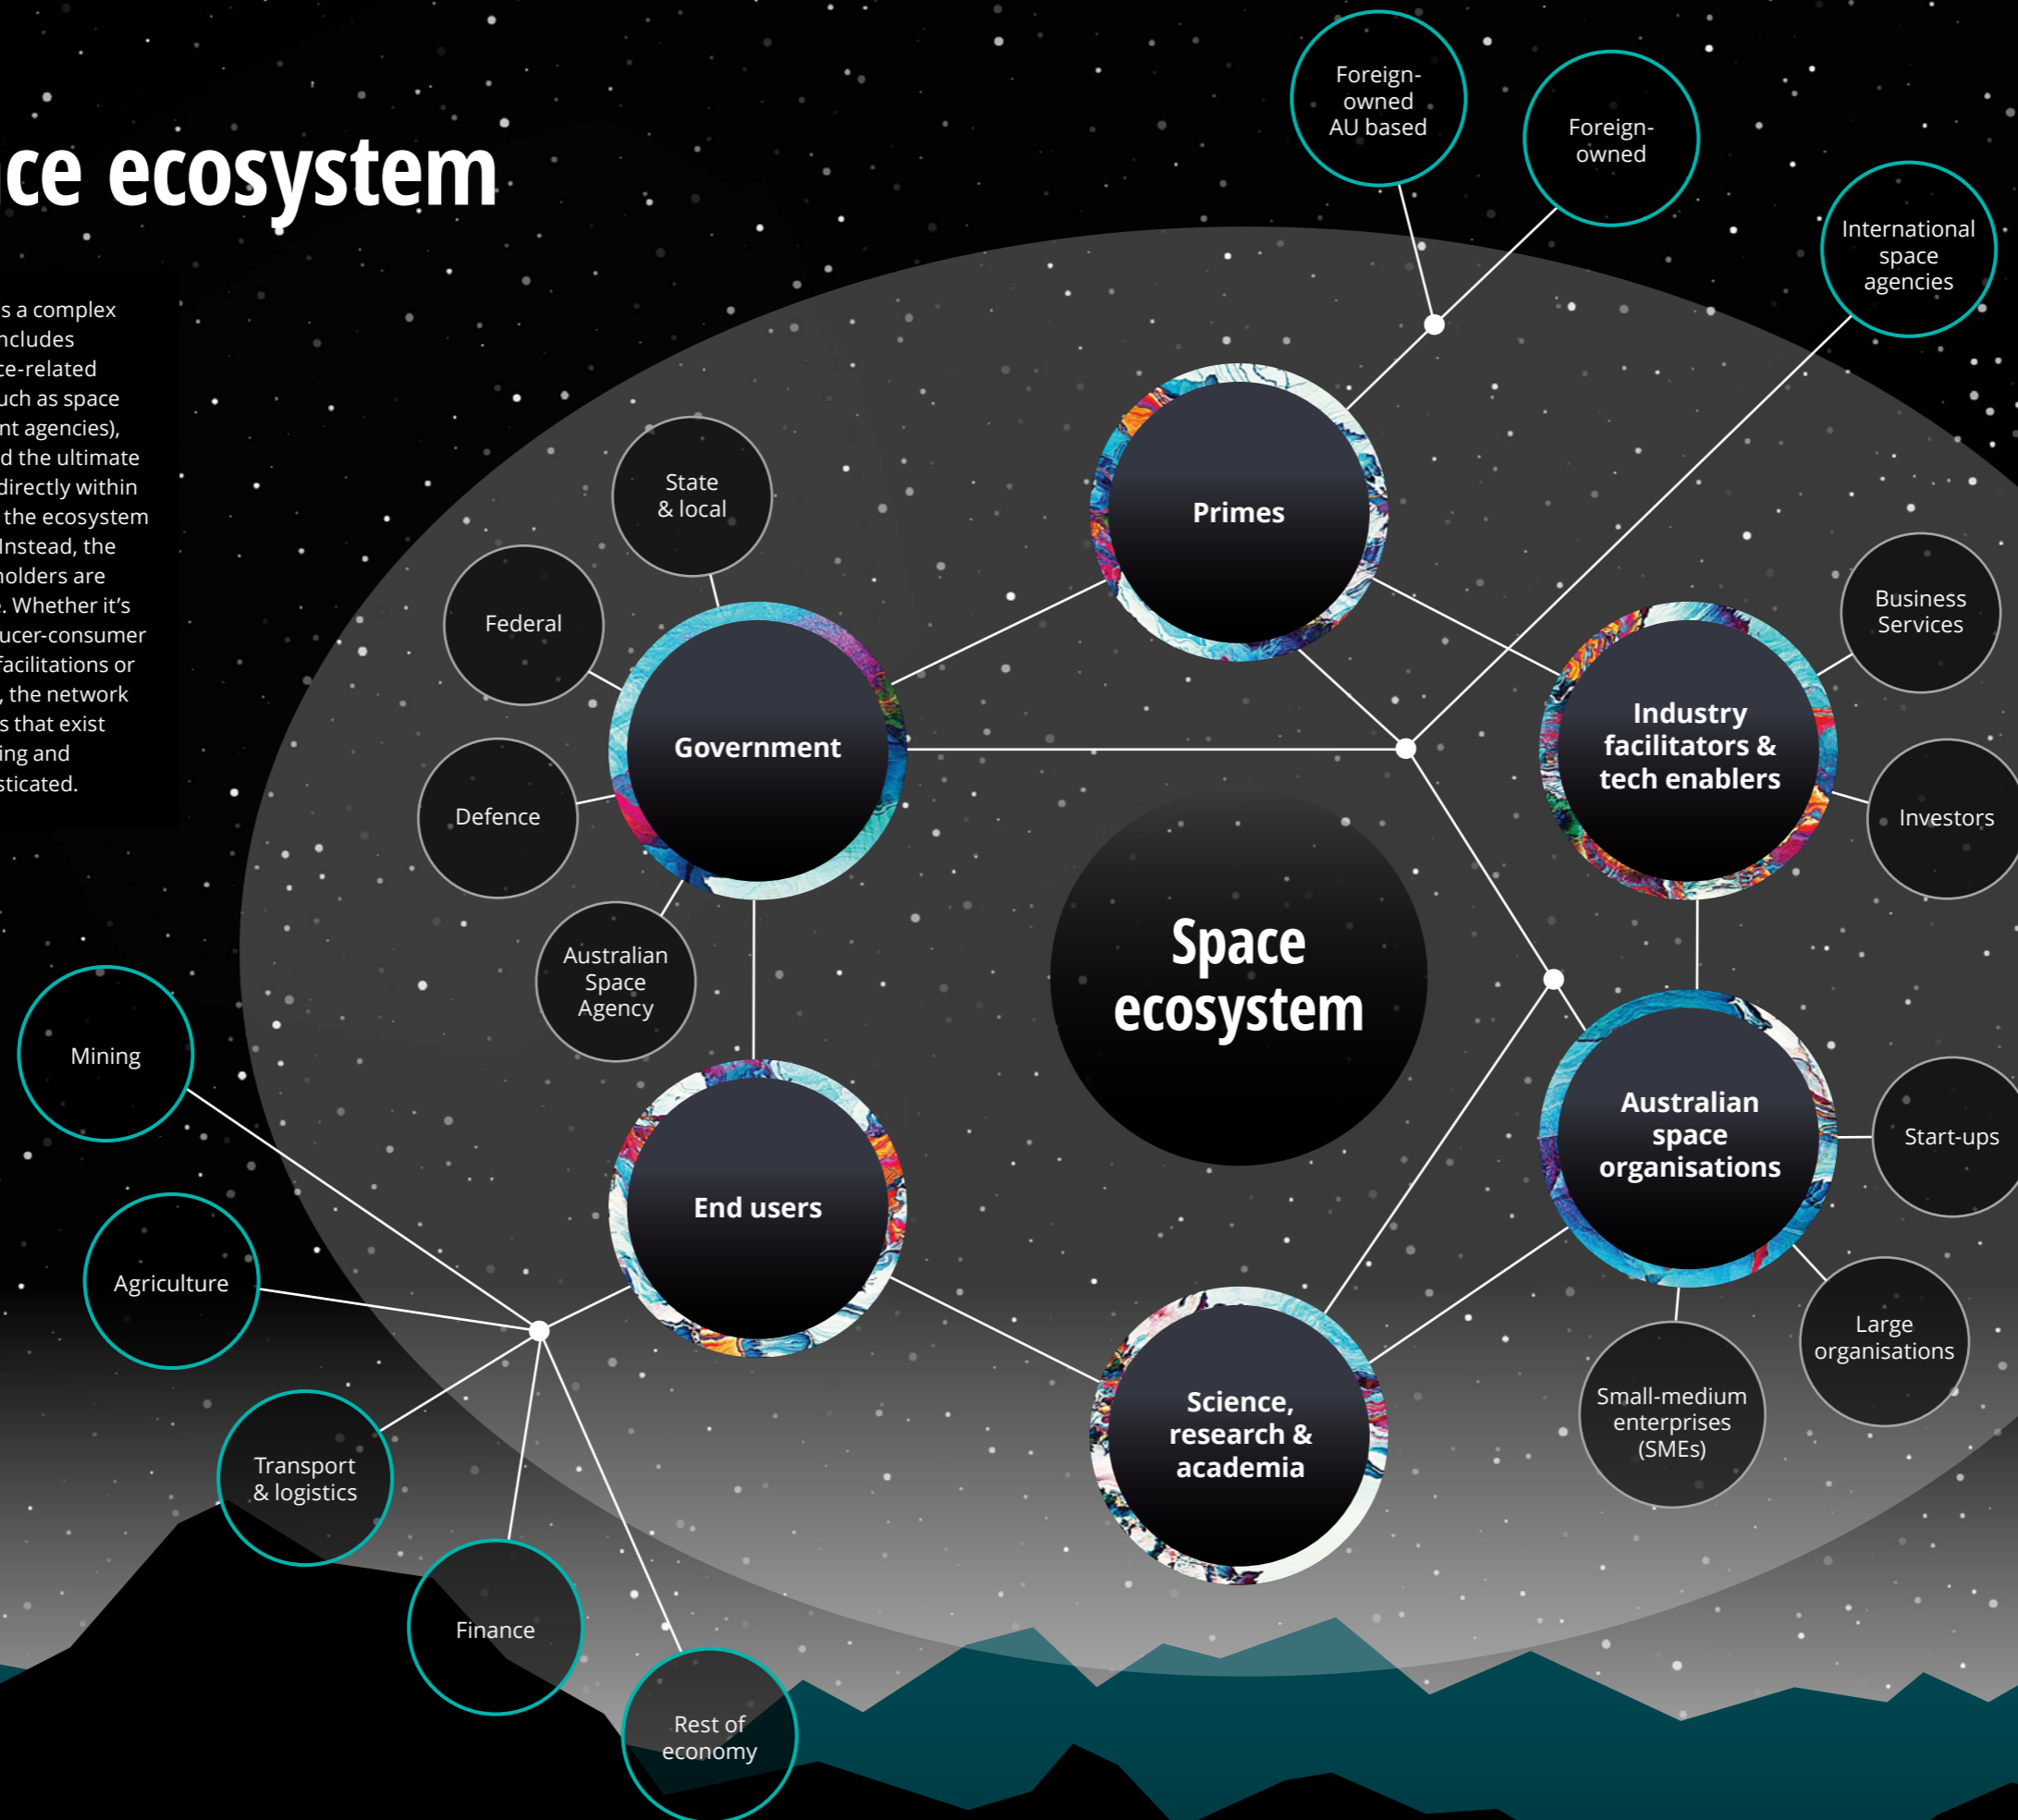 ce ecosystem
s a complex
ncludes
ce-related
uch as space
nt agencies),
d the ultimate
directly within
the ecosystem
Instead, the
holders are
e. Whether it’s
ucer-consumer
facilitations or
, the network
s that exist
ing and
sticated.
Foreign-
owned
AU based
Foreign-
owned
International
space
agencies
State
& local
Federal
Defence
Australian
Space
Agency
Government
Primes
Industry
facilitators &
tech enablers
Business
Services
Investors
Space
ecosystem
Australian
space
organisations
Start-ups
Large
organisations
Small-medium
enterprises
(SMEs)
End users
Science,
research &
academia
Mining
Agriculture
Transport
& logistics
Finance
Rest of
economy